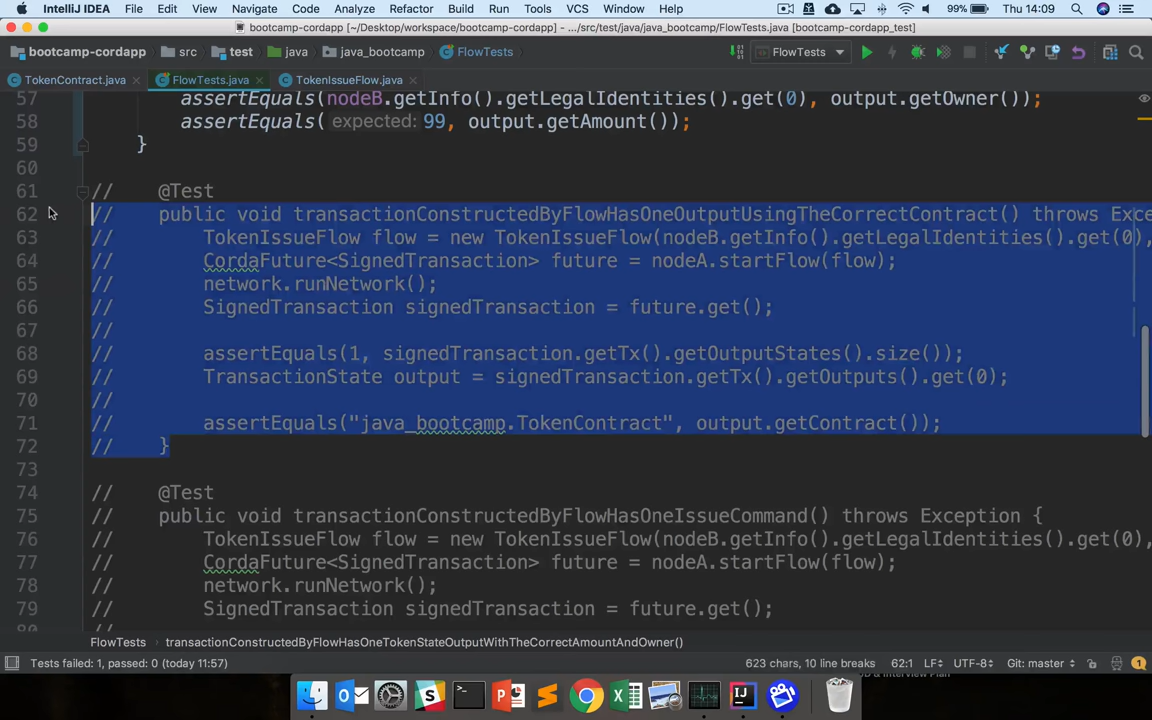 IntelliJ IDEA File Edit View Navigate Code Analyze Refactor Build Run Tools VCS Window Help 99% Thu 14:09
bootcamp-cordapp [~/Desktop/workspace/bootcamp-cordapp] - .../src/test/java/java_bootcamp/FlowTests.java [bootcamp-cordapp_test]
bootcamp-cordapp src test java java_bootcamp FlowTests FlowTests
TokenContract.java FlowTests.java TokenIssueFlow.java
57 assertEquals(nodeB.getInfo().getLegalIdentities().get(0), output.getOwner());
58 assertEquals( expected: 99, output.getAmount());
59 }
60
61 // @Test
62 // public void transactionConstructedByFlowHasOneOutputUsingTheCorrectContract() throws Exce
63 // TokenIssueFlow flow = new TokenIssueFlow(nodeB.getInfo().getLegalIdentities().get(0),
64 // CordaFuture<SignedTransaction> future = nodeA.startFlow(flow);
65 // network.runNetwork();
66 // SignedTransaction signedTransaction = future.get();
67 //
68 // assertEquals(1, signedTransaction.getTx().getOutputStates().size());
69 // TransactionState output = signedTransaction.getTx().getOutputs().get(0);
70 //
71 // assertEquals("java_bootcamp.TokenContract", output.getContract());
72 // }
73
74 // @Test
75 // public void transactionConstructedByFlowHasOneIssueCommand() throws Exception {
76 // TokenIssueFlow flow = new TokenIssueFlow(nodeB.getInfo().getLegalIdentities().get(0),
77 // CordaFuture<SignedTransaction> future = nodeA.startFlow(flow);
78 // network.runNetwork();
79 // SignedTransaction signedTransaction = future.get();
80 //
FlowTests transactionConstructedByFlowHasOneTokenStateOutputWithTheCorrectAmountAndOwner()
Tests failed: 1, passed: 0 (today 11:57) 623 chars, 10 line breaks 62:1 LF UTF-8 Git: master 1
& Interview Plan